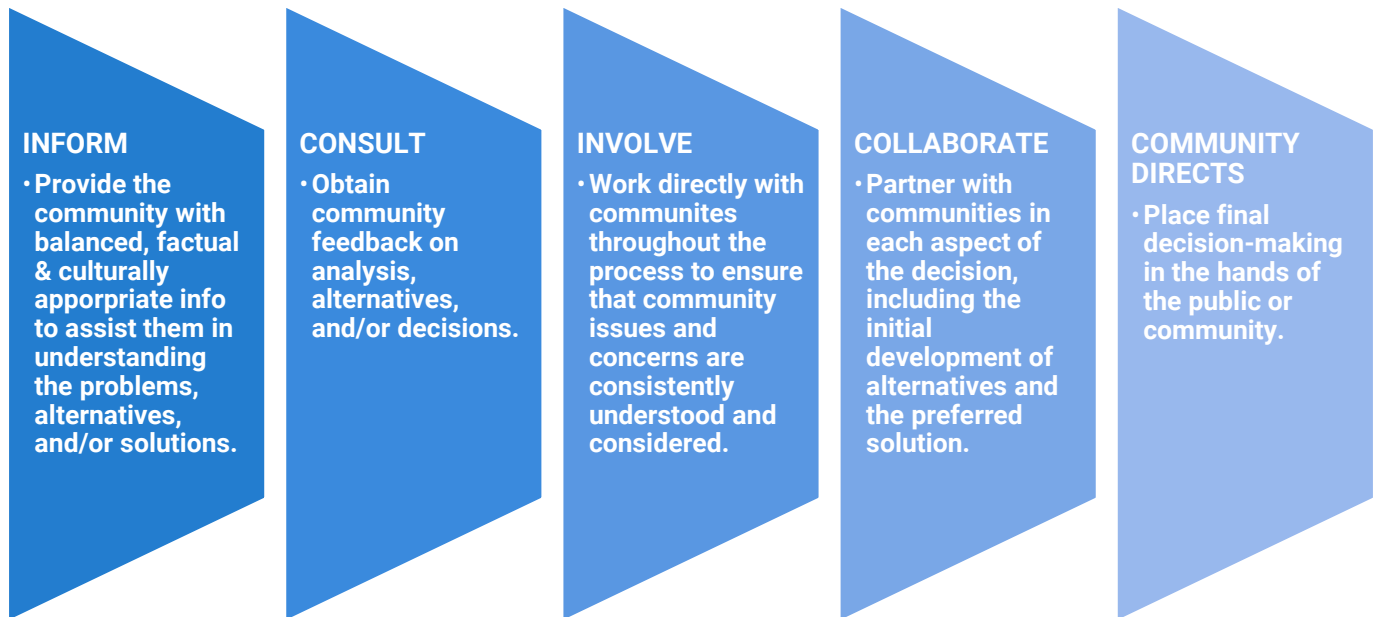 INFORM
• Provide the
community with
balanced, factual
& culturally
apporpriate info
to assist them in
understanding
the problems,
alternatives,
and/or solutions.
CONSULT
• Obtain
community
feedback on
analysis,
alternatives,
and/or decisions.
INVOLVE
• Work directly with
communites
throughout the
process to ensure
that community
issues and
concerns are
consistently
understood and
considered.
COLLABORATE
• Partner with
communities in
each aspect of
the decision,
including the
initial
development of
alternatives and
the preferred
solution.
COMMUNITY
DIRECTS
• Place final
decision-making
in the hands of
the public or
community.